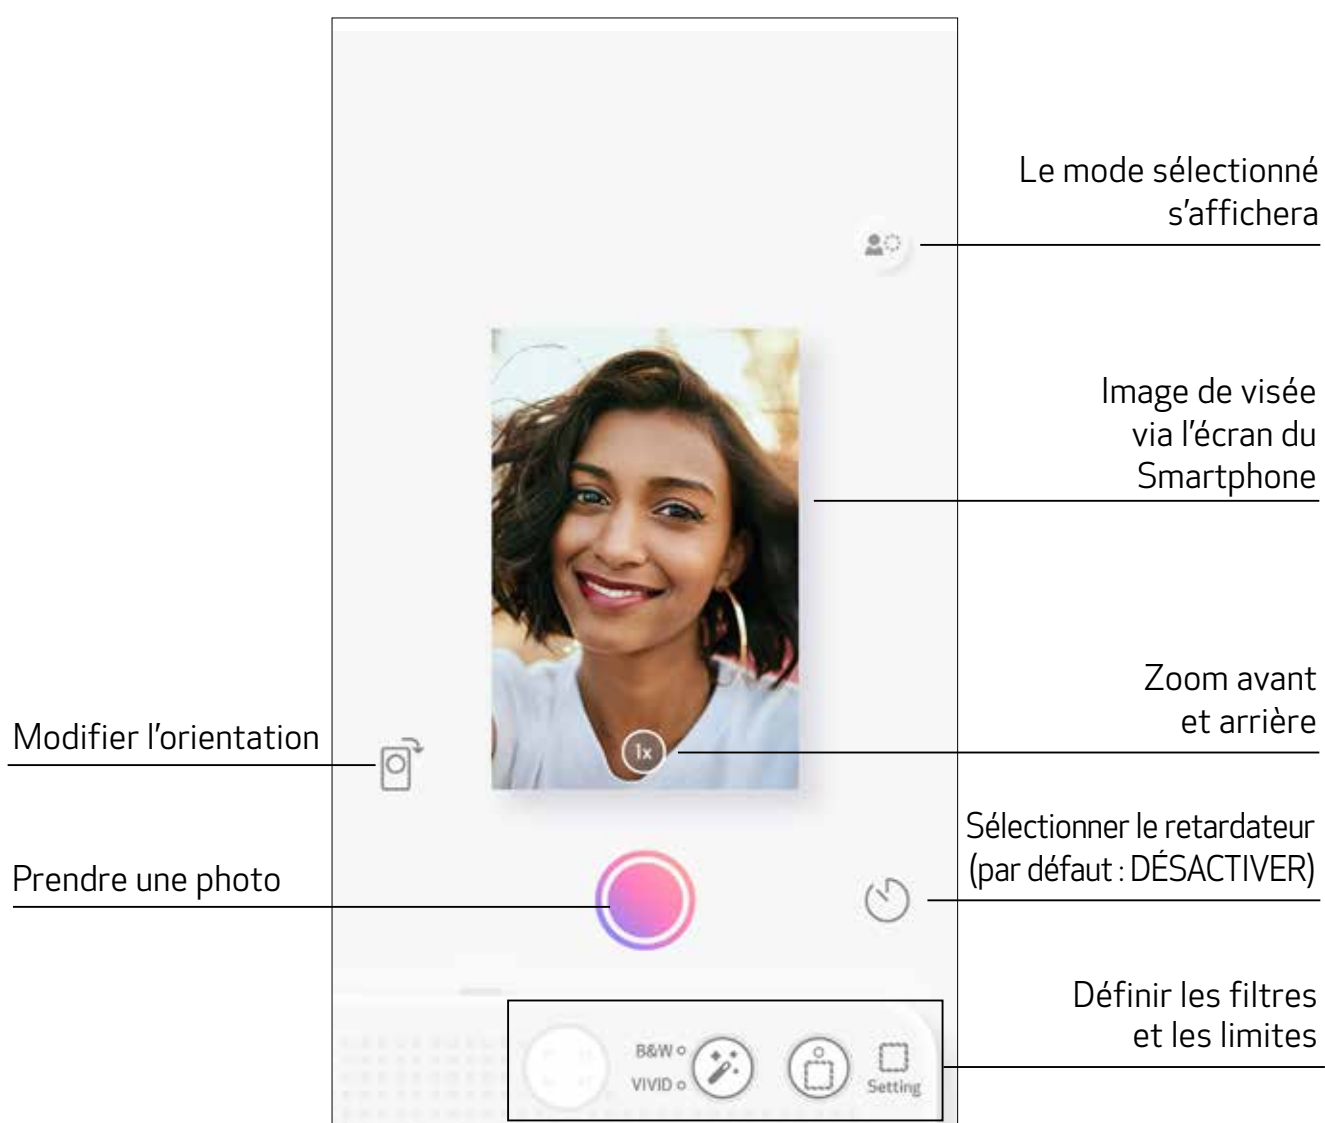 Le mode sélectionné
s'affichera
Image de visée
via l'écran du
Smartphone
Zoom avant
et arrière
1x
Modifier l'orientation
Sélectionner le retardateur
(par défaut : DÉSACTIVER)
Prendre une photo
Définir les filtres
et les limites
B&W
VIVID
Setting